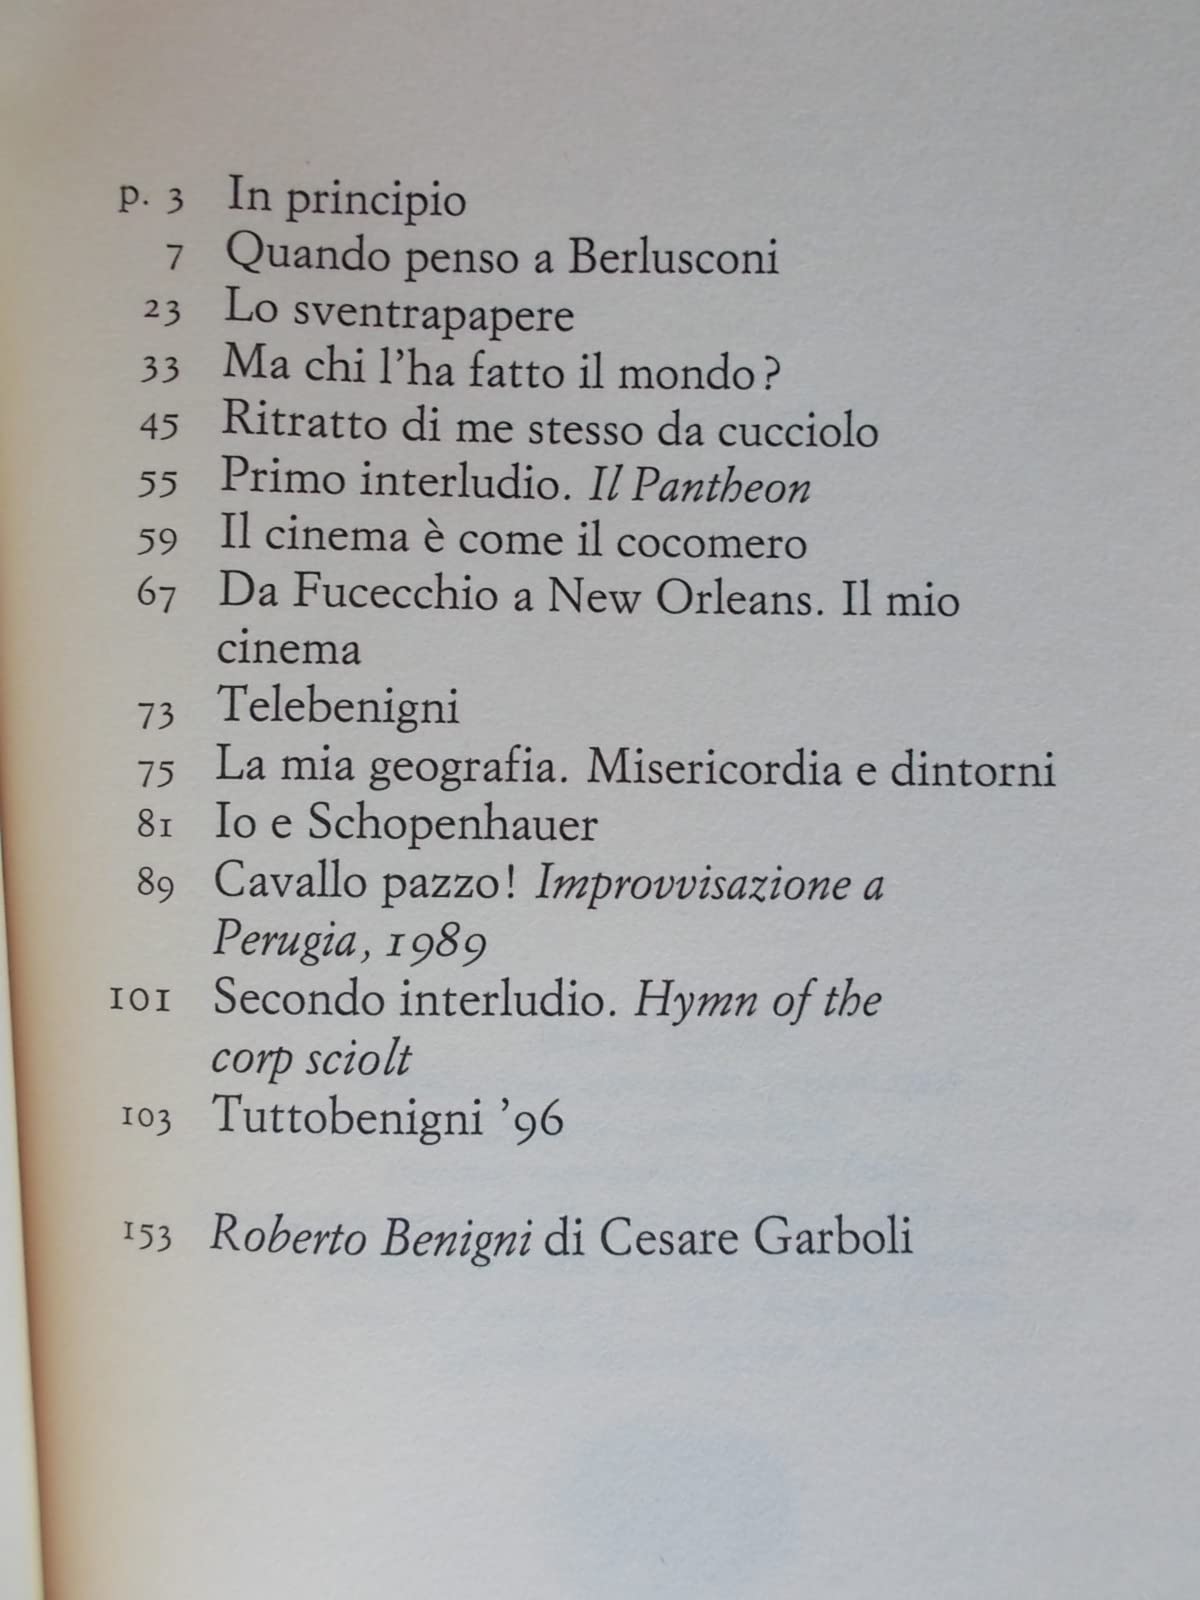 p. 3 In principio
7 Quando penso a Berlusconi
23 Lo sventrapapere
33 Ma chi l'ha fatto il mondo?
45 Ritratto di me stesso da cucciolo
55 Primo interludio. Il Pantheon
59 Il cinema è come il cocomero
67 Da Fucecchio a New Orleans. Il mio
cinema
73 Telebenigni
75 La mia geografia. Misericordia e dintorni
81 Io e Schopenhauer
89 Cavallo pazzo! Improvvisazione a
Perugia, 1989
101 Secondo interludio. Hymn of the
corp sciolt
103 Tuttobenigni '96
153 Roberto Benigni di Cesare Garboli